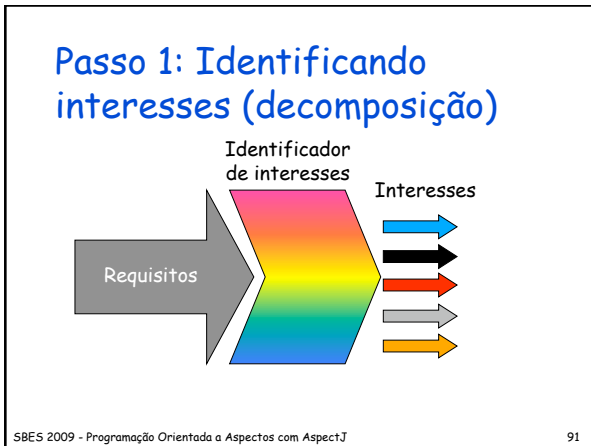 Passo 1: Identificando
interesses (decomposição)
Identificador
de interesses
Interesses
Requisitos
SBES 2009 - Programação Orientada a Aspectos com AspectJ
91